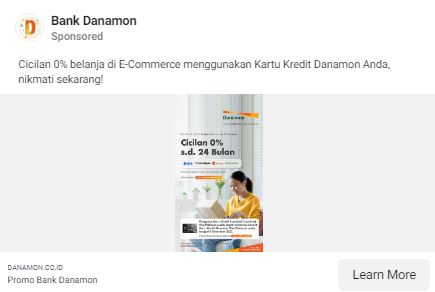 Bank Danamon
Sponsored
Cicilan 0% belanja di E-Commerce menggunakan Kartu Kredit Danamon Anda,
nikmati sekarang!
Danamon
Cicilan 0%
s.d. 24 Bulan
DANAMON.CO.ID
Promo Bank Danamon
Learn More